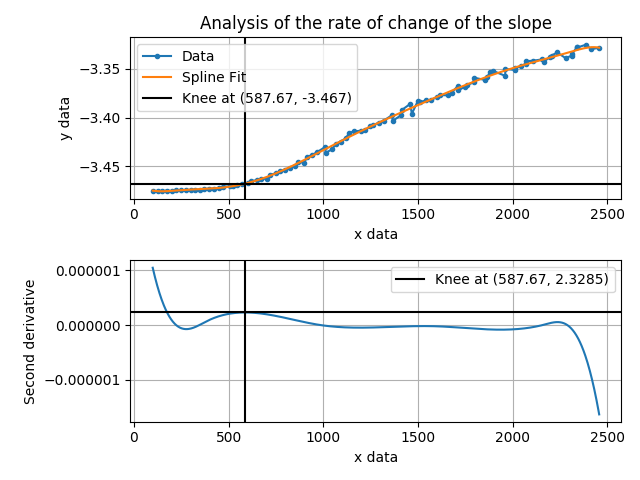 Analysis of the rate of change of the slope
Data
Spline Fit
Knee at (587.67, -3.467)
−3.35
−3.40
−3.45
y data
0 500 1000 1500 2000 2500
x data
Knee at (587.67, 2.3285)
0.000001
0.000000
−0.000001
Second derivative
0 500 1000 1500 2000 2500
x data